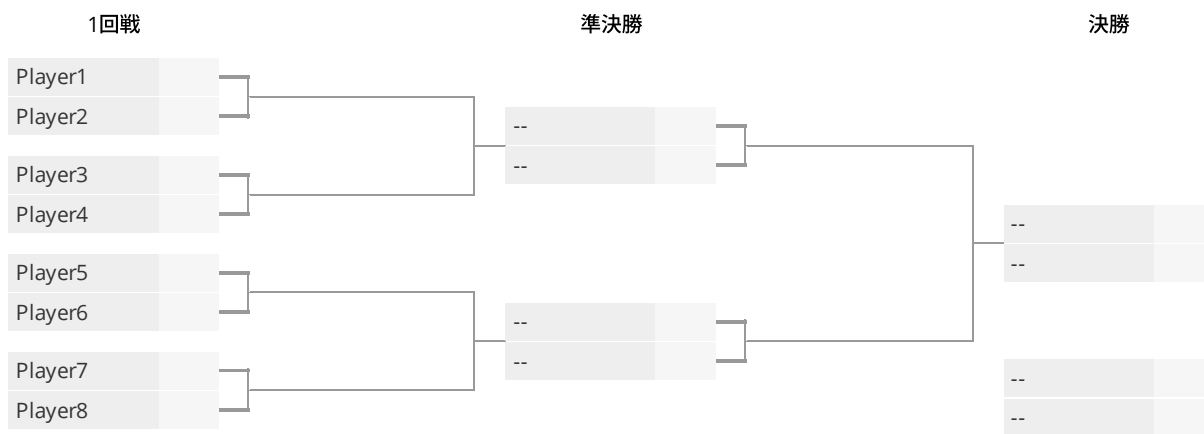 1回戦
準決勝
決勝
Player1
Player2
Player3
Player4
Player5
Player6
Player7
Player8
--
--
--
--
--
--
--
--